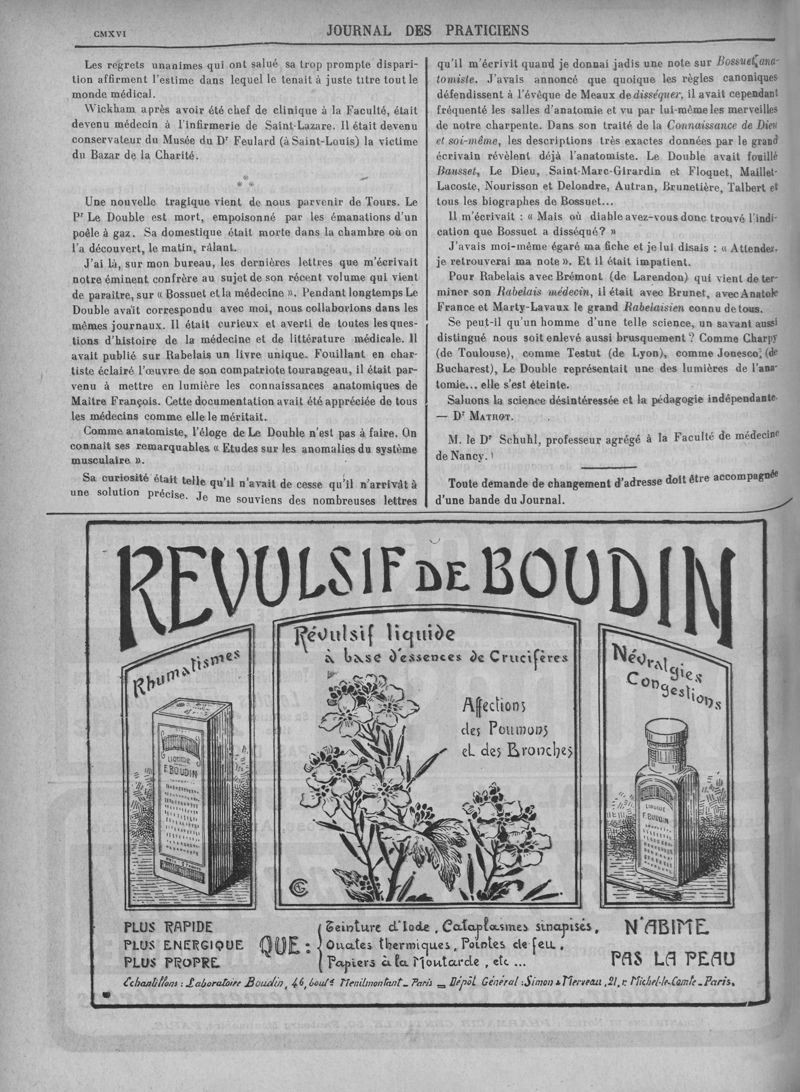 CMXVI
JOURNAL DES PRATICIENS
Les regrets unanimes qui ont salué sa trop prompte dispari-
tion affirment l'estime dans lequel le tenait à juste titre tout le
monde médical.
Wickham après avoir été chef de clinique à la Faculté, était
devenu médecin à l'infirmerie de Saint-Lazare. Il était devenu
conservateur du Musée du Dr Feulard (à Saint-Louis) la victime
du Bazar de la Charité.
* * *
Une nouvelle tragique vient de nous parvenir de Tours. Le
Pr Le Double est mort, empoisonné par les émanations d'un
poêle à gaz. Sa domestique était morte dans la chambre où on
l'a découvert, le matin, râlant.
J'ai là, sur mon bureau, les dernières lettres que m'écrivait
notre éminent confrère au sujet de son récent volume qui vient
de paraître, sur « Bossuet et la médecine ». Pendant longtemps Le
Double avait correspondu avec moi, nous collaborions dans les
mêmes journaux. Il était curieux et averti de toutes les ques-
tions d'histoire de la médecine et de littérature médicale. Il
avait publié sur Rabelais un livre unique. Fouillant en char-
tiste éclairé l'œuvre de son compatriote tourangeau, il était par-
venu à mettre en lumière les connaissances anatomiques de
Maître François. Cette documentation avait été appréciée de tous
les médecins comme elle le méritait.
Comme anatomiste, l'éloge de Le Double n'est pas à faire. On
connaît ses remarquables « Etudes sur les anomalies du système
musculaire ».
Sa curiosité était telle qu'il n'avait de cesse qu'il n'arrivât à
une solution précise. Je me souviens des nombreuses lettres
qu'il m'écrivit quand je donnai jadis une note sur Bossuet ana-
tomiste. J'avais annoncé que quoique les règles canoniques
défendissent à l'évêque de Meaux de disséquer, il avait cependant
fréquenté les salles d'anatomie et vu par lui-même les merveilles
de notre charpente. Dans son traité de la Connaissance de Dieu
et soi-même, les descriptions très exactes données par le grand
écrivain révèlent déjà l'anatomiste. Le Double avait fouillé
Bausset, Le Dieu, Saint-Marc-Girardin et Floquet, Maillet-
Lacoste, Nourisson et Delondre, Autran, Brunetière, Talbert et
tous les biographes de Bossuet...
Il m'écrivait : « Mais où diable avez-vous donc trouvé l'indi-
cation que Bossuet a disséqué ? »
J'avais moi-même égaré ma fiche et je lui disais : « Attendez,
je retrouverai ma note ». Et il était impatient.
Pour Rabelais avec Brémont (de Larendon) qui vient de ter-
miner son Rabelais médecin, il était avec Brunet, avec Anatole
France et Marty-Lavaux le grand Rabelaisien connu de tous.
Se peut-il qu'un homme d'une telle science, un savant aussi
distingué nous soit enlevé aussi brusquement ? Comme Charpy
(de Toulouse), comme Testut (de Lyon), comme Jonesco, (de
Bucharest), Le Double représentait une des lumières de l'ana-
tomie... elle s'est éteinte.
Saluons la science désintéressée et la pédagogie indépendante
— Dr MATROT.
M. le Dr Schuhl, professeur agrégé à la Faculté de médecine
de Nancy.
Toute demande de changement d'adresse doit être accompagnée
d'une bande du Journal.
REVULSIF DE BOUDIN
Rhumatismes
LIQUIDE
F. BOUDIN
Révulsif liquide
à base d'essences de Crucifères
Affections
des Poumons
et des Bronches
Névralgies
Congestions
LIQUIDE
F. BOUDIN
PLUS RAPIDE
PLUS ENERGIQUE
PLUS PROPRE
QUE :
Teinture d'Iode, Cataplasmes sinapisés,
Ouates thermiques, Pointes de feu,
Papiers à la Moutarde, etc...
N'ABIME
PAS LA PEAU
Echantillons : Laboratoire Boudin, 46, boul.d Menilmontant - Paris — Dépôt Général : Simon & Merveau, 21, r. Michel-le-Comte - Paris.